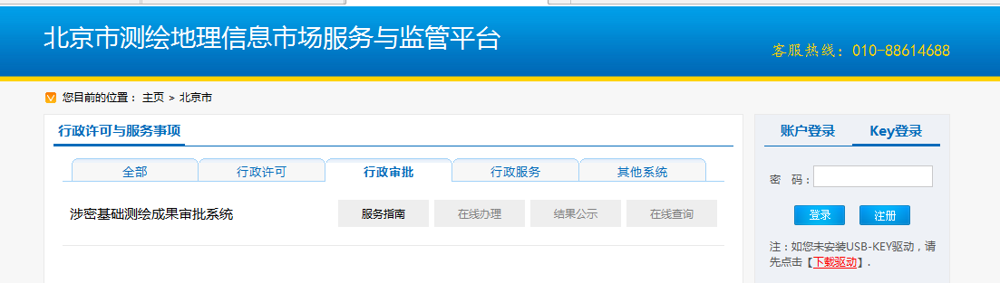 北京市测绘地理信息市场服务与监管平台
客服热线：010-88614688
您目前的位置： 主页 > 北京市
行政许可与服务事项
全部 行政许可 行政审批 行政服务 其他系统
涉密基础测绘成果审批系统 服务指南 在线办理 结果公示 在线查询
账户登录 Key登录
密 码：
登录 注册
注：如您未安装USB-KEY驱动，请
先点击【下载驱动】.